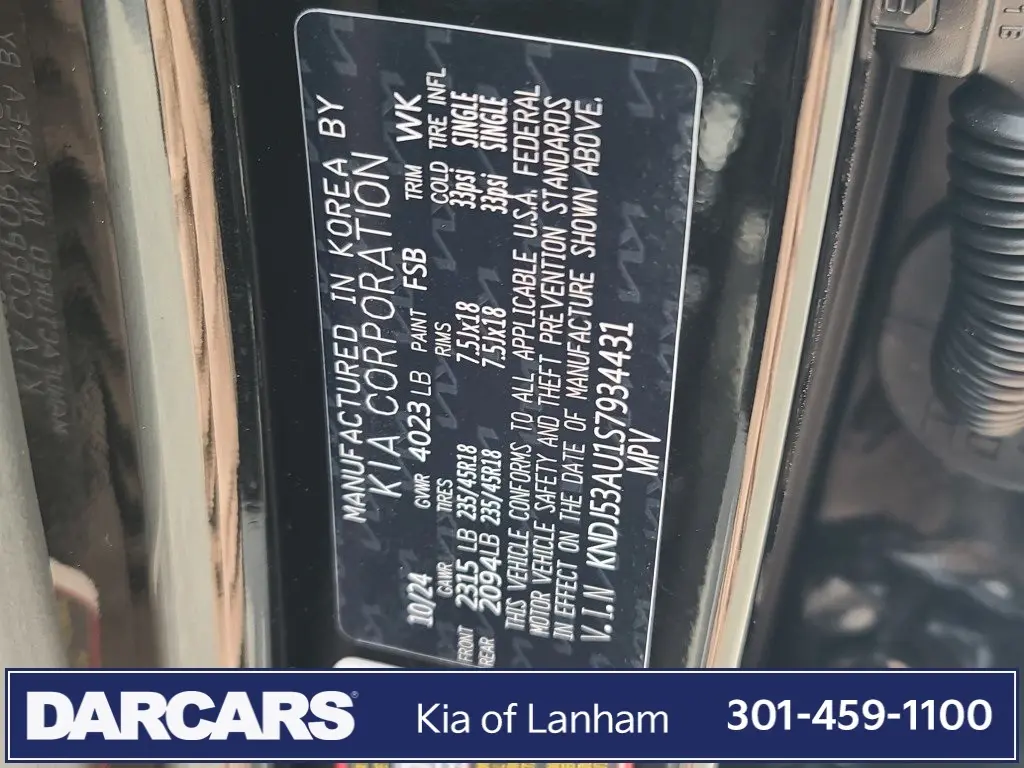 MANUFACTURED IN KOREA BY
KIA CORPORATION
10/24 GVWR 4023 LB PAINT FSB TRIM WK
GAWR TIRES RIMS COLD TIRE INFL
FRONT 2315 LB 235/45R18 7.5Jx18 33psi SINGLE
REAR 2094LB 235/45R18 7.5Jx18 33psi SINGLE
THIS VEHICLE CONFORMS TO ALL APPLICABLE U.S.A. FEDERAL
MOTOR VEHICLE SAFETY AND THEFT PREVENTION STANDARDS
IN EFFECT ON THE DATE OF MANUFACTURE SHOWN ABOVE.
V.I.N KNDJ53AU1S7934431
MPV
DARCARS® Kia of Lanham 301-459-1100